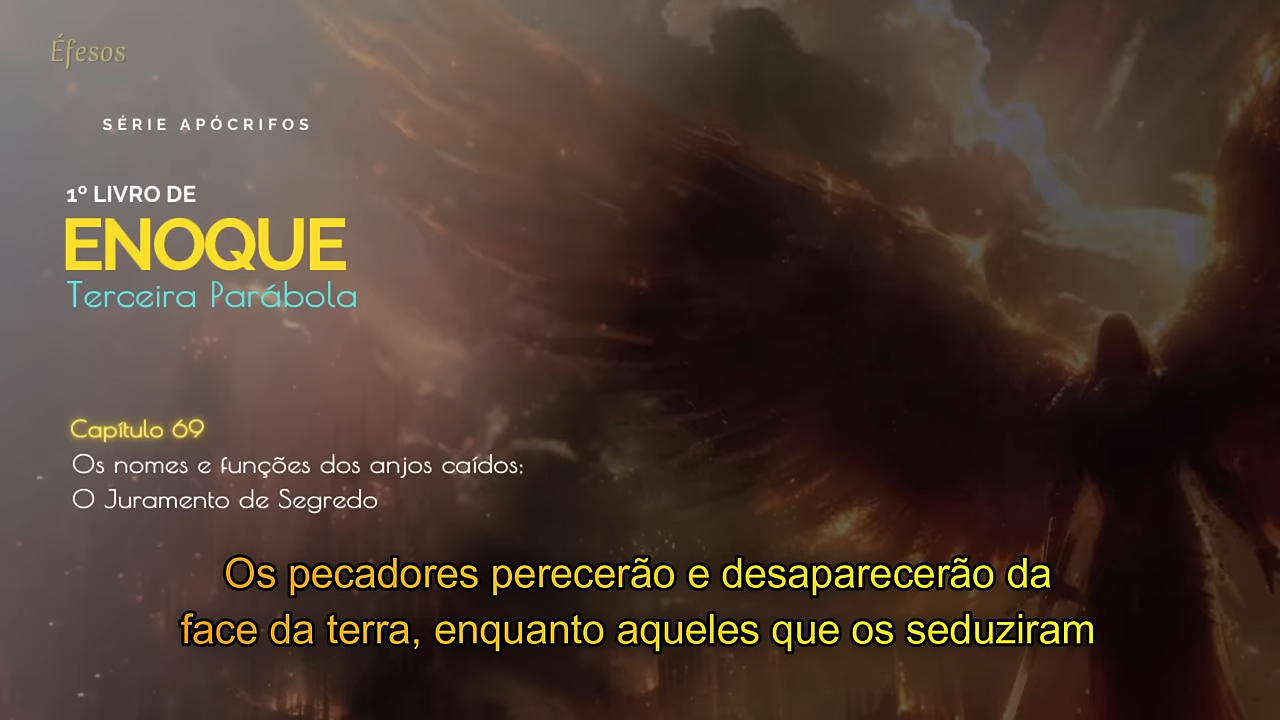 Éfesos
SÉRIE APÓCRIFOS
1º LIVRO DE
ENOQUE
Terceira Parábola
Capítulo 69
Os nomes e funções dos anjos caídos:
O Juramento de Segredo
Os pecadores perecerão e desaparecerão da
face da terra, enquanto aqueles que os seduziram